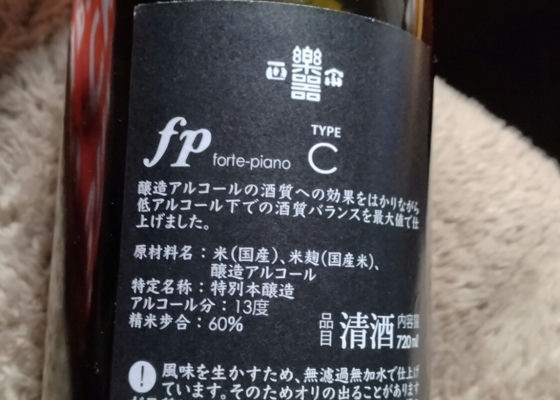 樂器
正
fp forte-piano
TYPE
C
醸造アルコールの酒質への効果をはかりながら
低アルコール下での酒質バランスを最大値で仕
上げました。
原材料名：米(国産)、米麹(国産米)、
醸造アルコール
特定名称：特別本醸造
アルコール分：13度
精米歩合：60%
品目 清酒 内容量 720ml
! 風味を生かすため、無濾過無加水で仕上げ
ています。そのためオリの出ることがあります